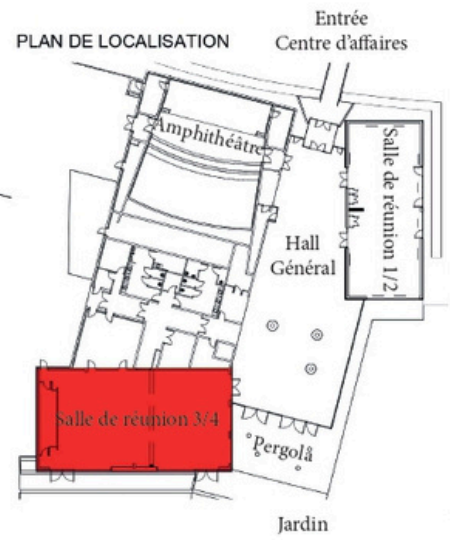 Entrée
Centre d'affaires
PLAN DE LOCALISATION
Amphithéâtre
Salle de réunion 1/2
Hall
Général
Salle de réunion 3/4
Pergola
Jardin